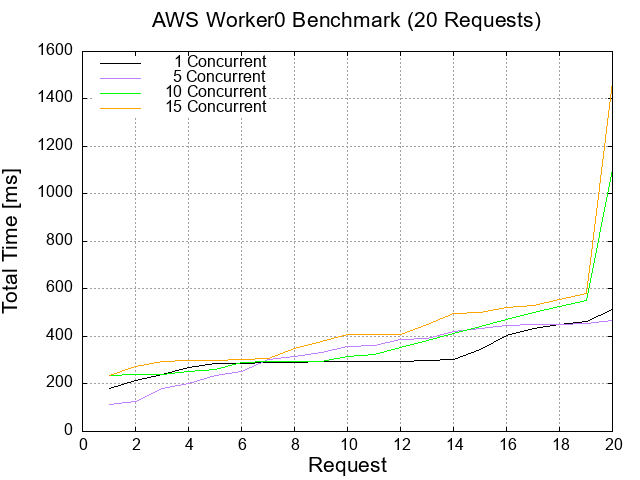 AWS Worker0 Benchmark (20 Requests)
1600
1400
1200
1000
800
600
400
200
0
Total Time [ms]
1 Concurrent
5 Concurrent
10 Concurrent
15 Concurrent
0 2 4 6 8 10 12 14 16 18 20
Request